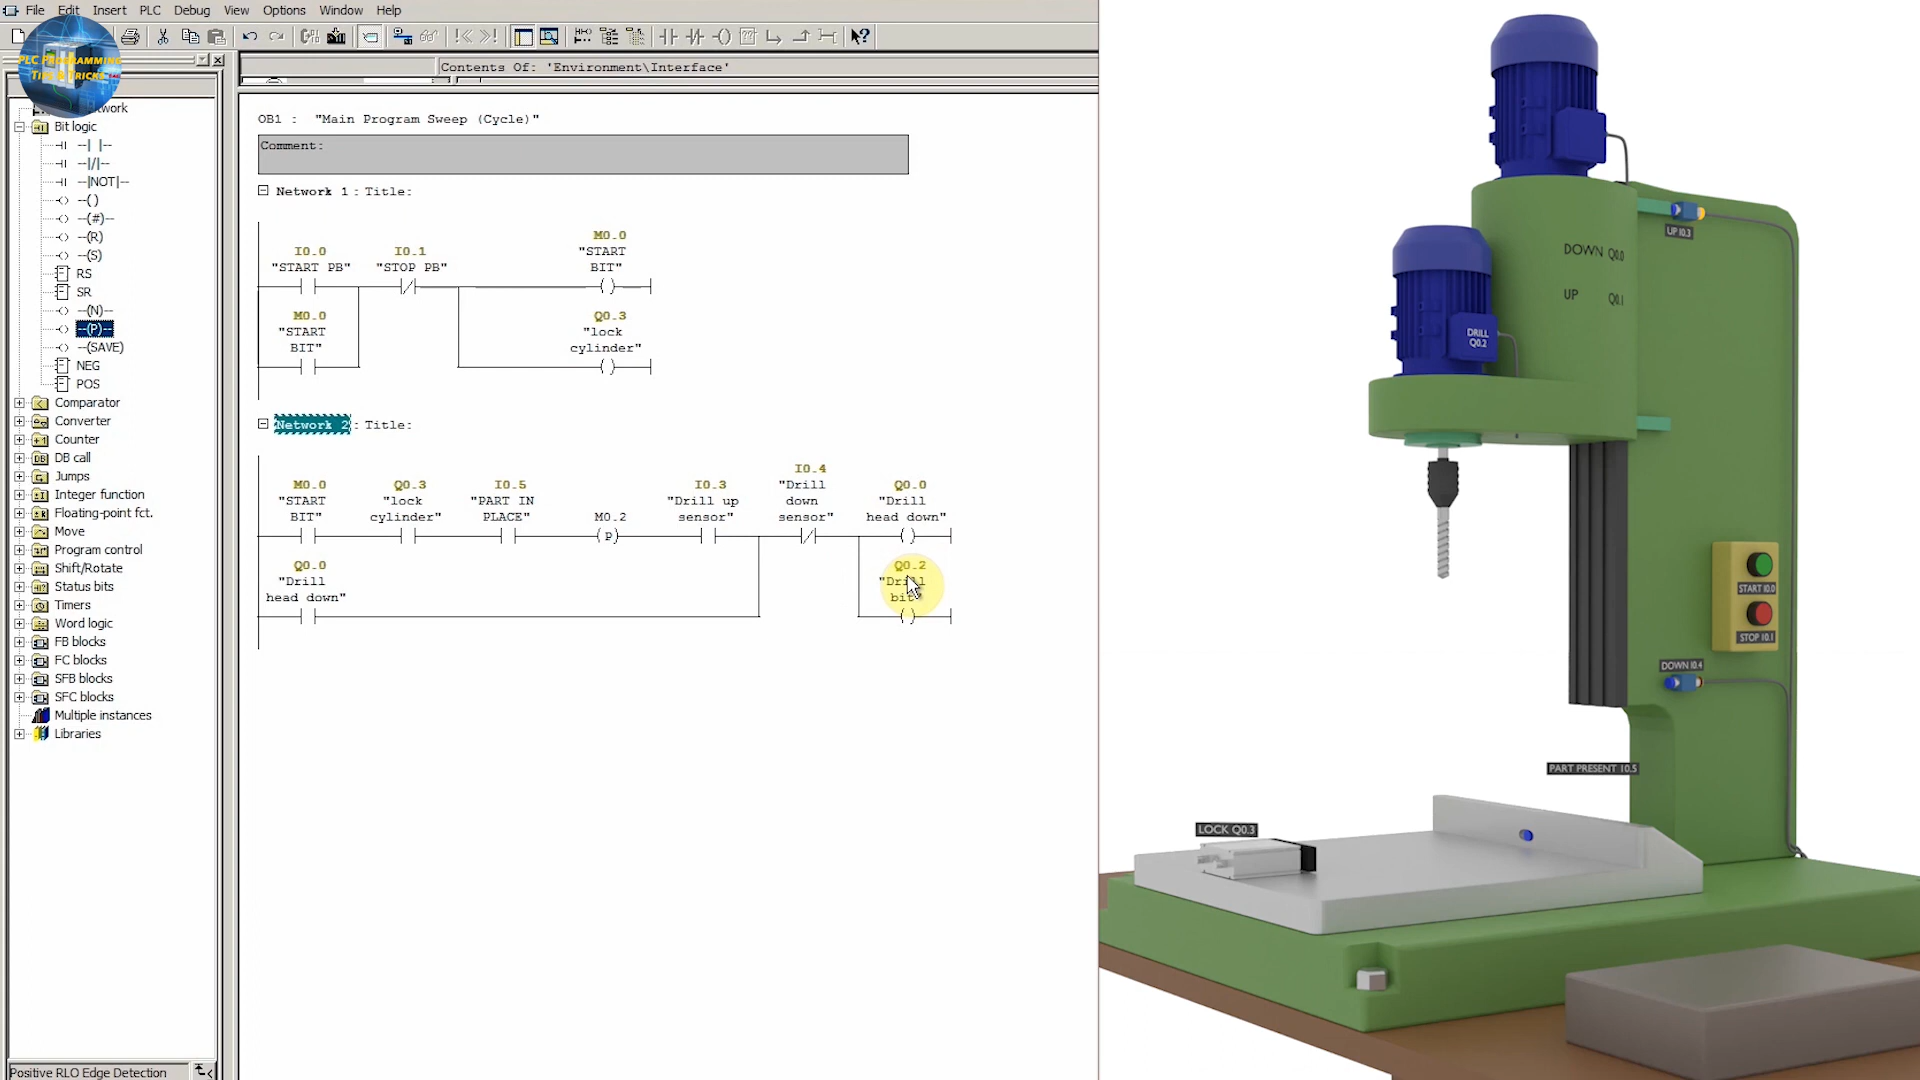 File Edit Insert PLC Debug View Options Window Help
PLC PROGRAMMING
TIPS & TRICKS
Contents Of: 'Environment\Interface'
twork
Bit logic
--| |--
--|/|--
--|NOT|--
--( )
--(#)--
--(R)
--(S)
RS
SR
--(N)--
--(P)--
--(SAVE)
NEG
POS
Comparator
Converter
Counter
DB call
Jumps
Integer function
Floating-point fct.
Move
Program control
Shift/Rotate
Status bits
Timers
Word logic
FB blocks
FC blocks
SFB blocks
SFC blocks
Multiple instances
Libraries
Positive RLO Edge Detection
OB1 : "Main Program Sweep (Cycle)"
Comment:
Network 1 : Title:
I0.0
"START PB"
I0.1
"STOP PB"
M0.0
"START
BIT"
( )
M0.0
"START
BIT"
Q0.3
"lock
cylinder"
( )
Network 2 : Title:
M0.0
"START
BIT"
Q0.3
"lock
cylinder"
I0.5
"PART IN
PLACE"
M0.2
(P)
I0.3
"Drill up
sensor"
I0.4
"Drill
down
sensor"
Q0.0
"Drill
head down"
( )
Q0.0
"Drill
head down"
Q0.2
"Drill
bit"
( )
UP I0.3
DOWN Q0.0
UP Q0.1
DRILL
Q0.2
START I0.0
STOP I0.1
DOWN I0.4
PART PRESENT I0.5
LOCK Q0.3